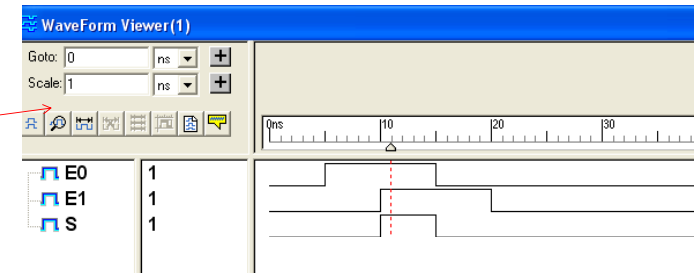 WaveForm Viewer(1)
Goto: 0 ns +
Scale: 1 ns +
0ns 10 20 30
E0 1
E1 1
S 1